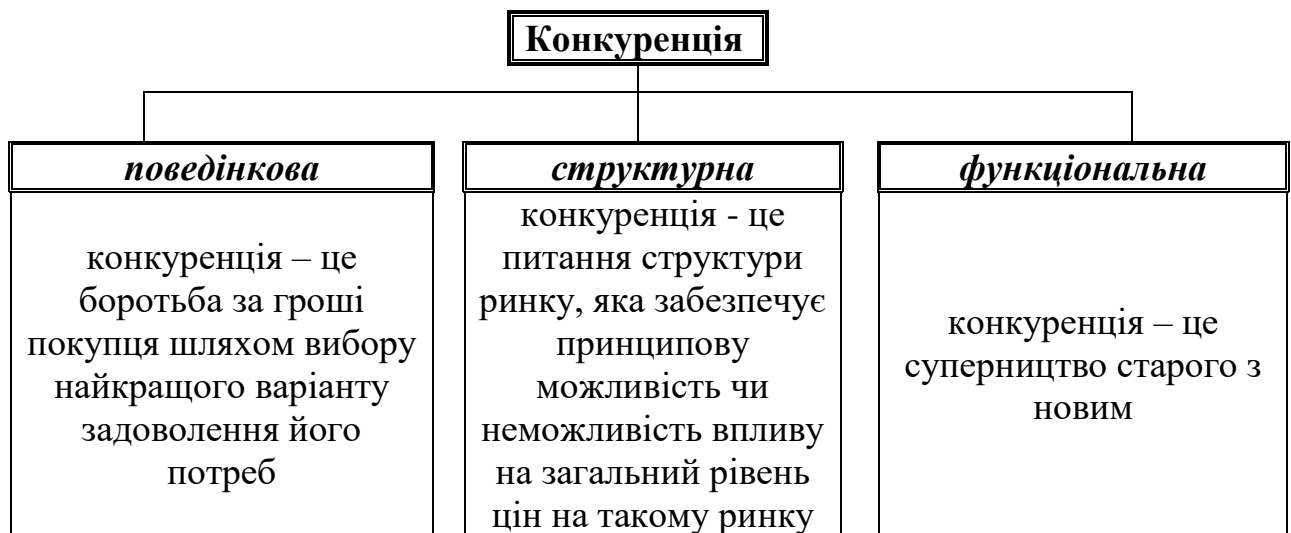 Конкуренція
поведінкова
конкуренція – це
боротьба за гроші
покупця шляхом вибору
найкращого варіанту
задоволення його
потреб
структурна
конкуренція - це
питання структури
ринку, яка забезпечує
принципову
можливість чи
неможливість впливу
на загальний рівень
цін на такому ринку
функціональна
конкуренція – це
суперництво старого з
новим